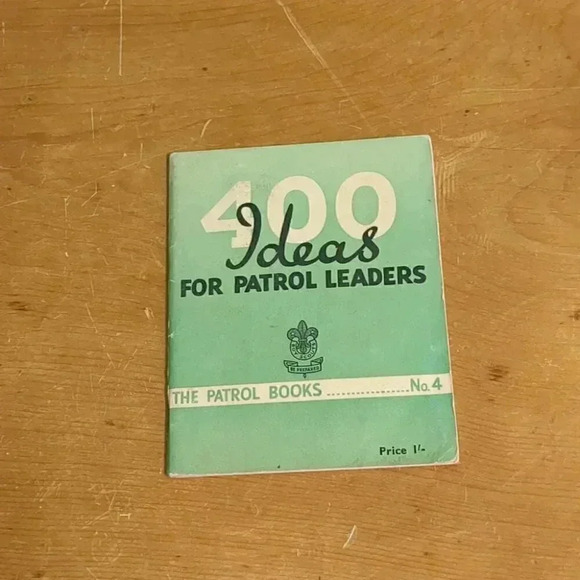 400
Ideas
FOR PATROL LEADERS
BE PREPARED
THE PATROL BOOKS ..................... No. 4
Price 1/-